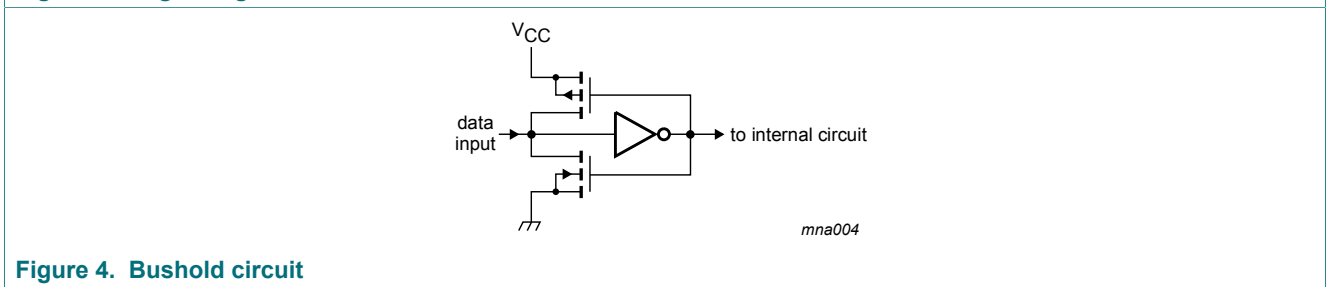 VCC
data
input
to internal circuit
mna004
Figure 4. Bushold circuit